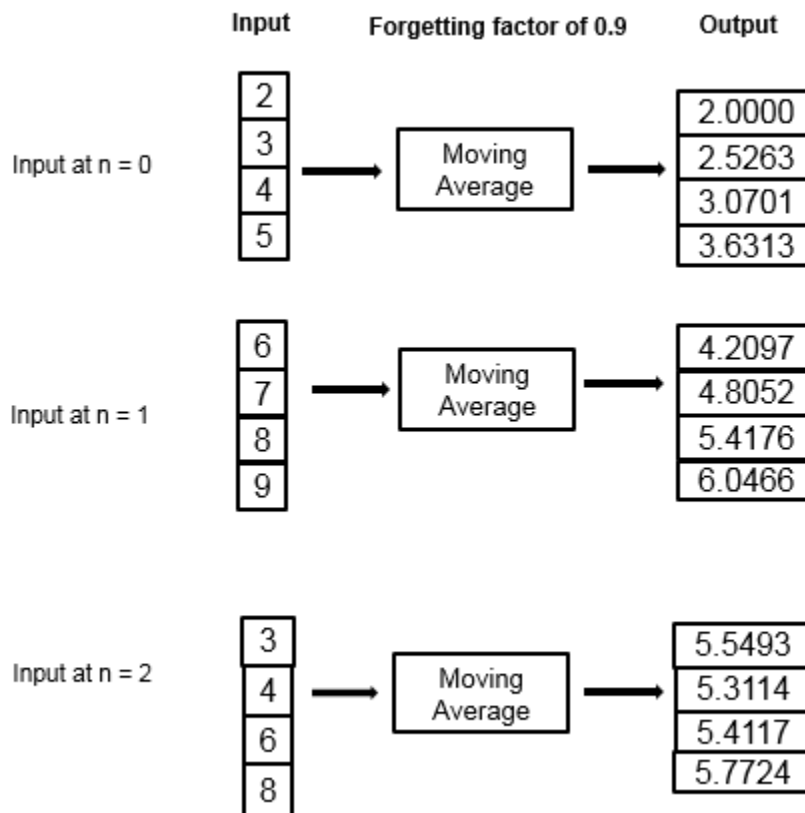 Input Forgetting factor of 0.9 Output
Input at n = 0
2
3
4
5
Moving
Average
2.0000
2.5263
3.0701
3.6313
Input at n = 1
6
7
8
9
Moving
Average
4.2097
4.8052
5.4176
6.0466
Input at n = 2
3
4
6
8
Moving
Average
5.5493
5.3114
5.4117
5.7724